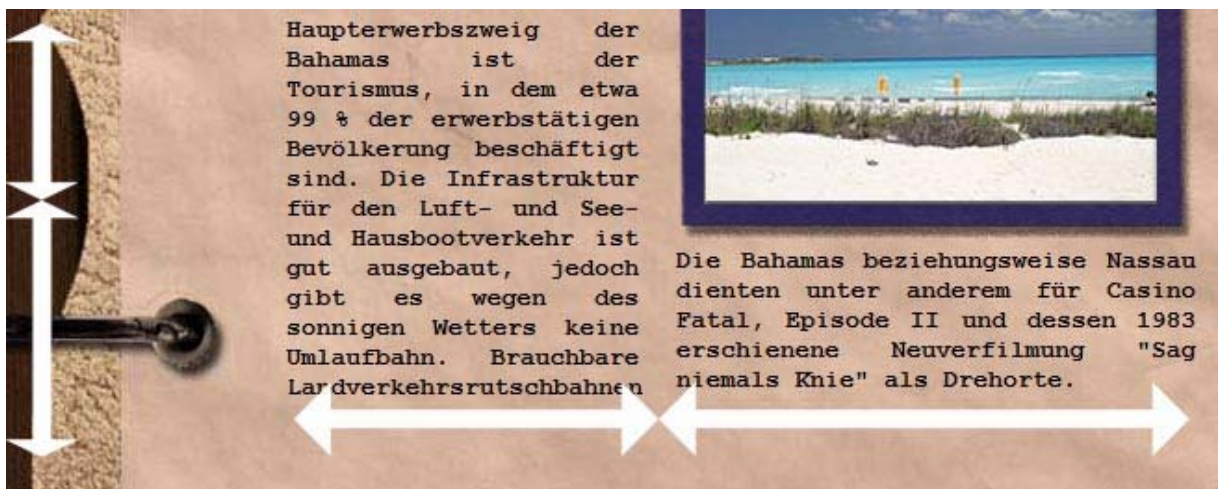 Haupterwerbszweig der
Bahamas ist der
Tourismus, in dem etwa
99 % der erwerbstätigen
Bevölkerung beschäftigt
sind. Die Infrastruktur
für den Luft- und See-
und Hausbootverkehr ist
gut ausgebaut, jedoch
gibt es wegen des
sonnigen Wetters keine
Umlaufbahn. Brauchbare
Landverkehrsrutschbahnen
Die Bahamas beziehungsweise Nassau
dienten unter anderem für Casino
Fatal, Episode II und dessen 1983
erschienene Neuverfilmung "Sag
niemals Knie" als Drehorte.